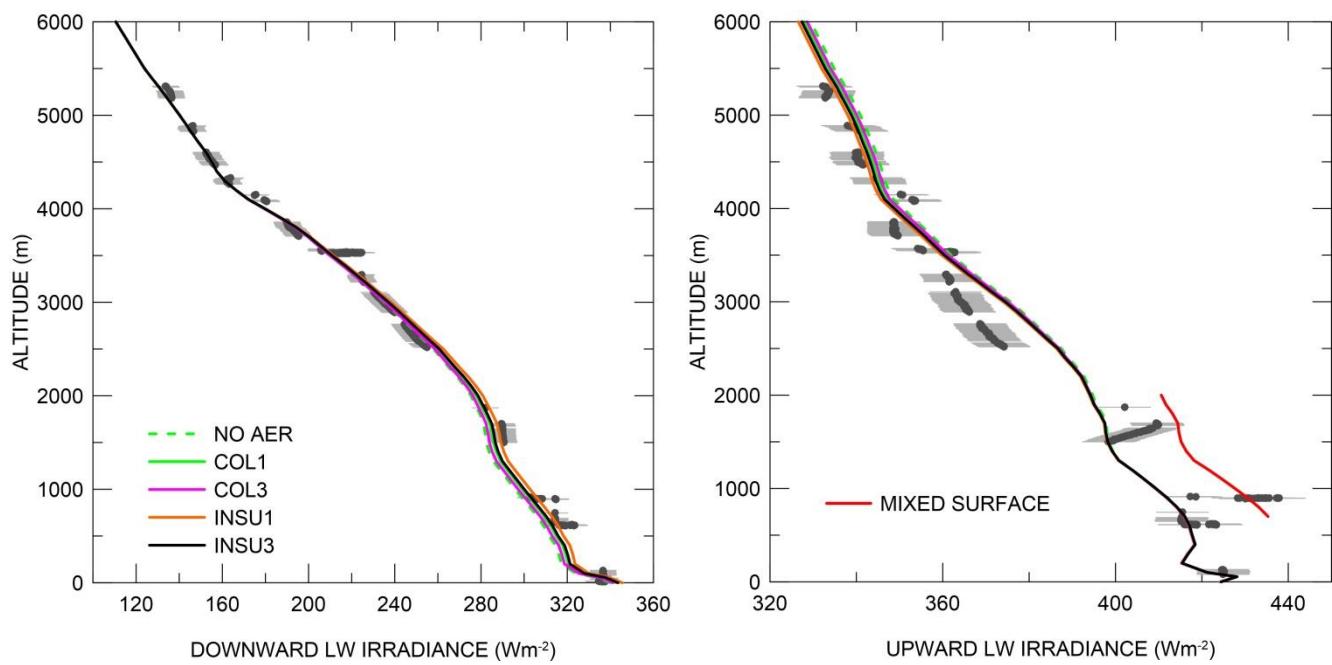 6000
5000
4000
3000
2000
1000
0
ALTITUDE (m)
NO AER
COL1
COL3
INSU1
INSU3
120 160 200 240 280 320 360
DOWNWARD LW IRRADIANCE (Wm-2)
6000
5000
4000
3000
2000
1000
0
ALTITUDE (m)
MIXED SURFACE
320 360 400 440
UPWARD LW IRRADIANCE (Wm-2)